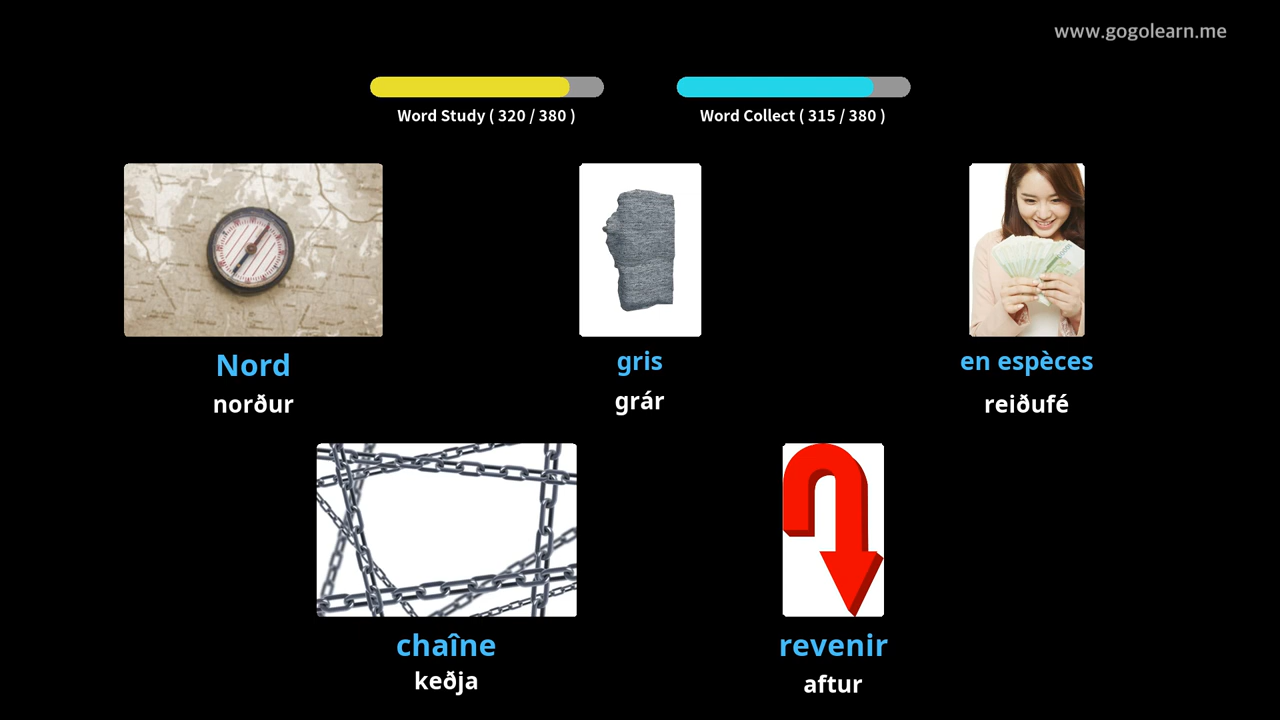 www.gogolearn.me
Word Study ( 320 / 380 )
Word Collect ( 315 / 380 )
Nord
norður
gris
grár
en espèces
reiðufé
chaîne
keðja
revenir
aftur